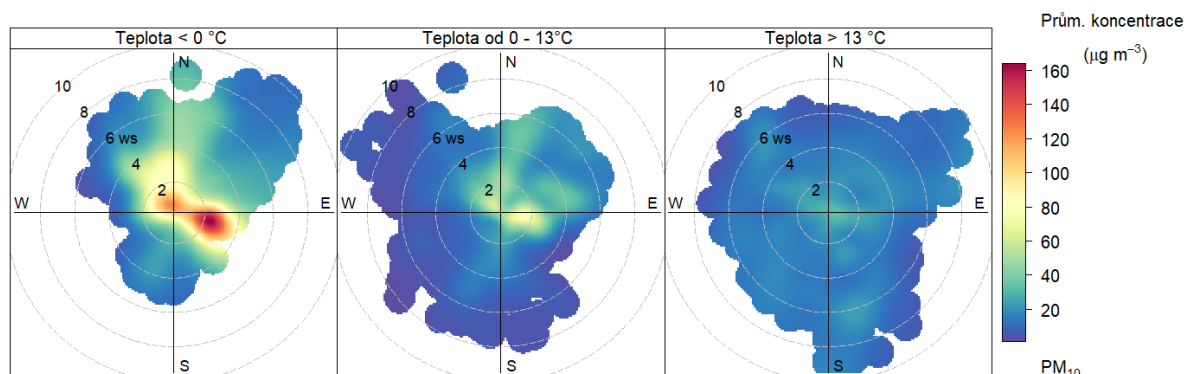 Teplota < 0 °C
Teplota od 0 - 13°C
Teplota > 13 °C
Prům. koncentrace
(µg m⁻³)
N
10
8
6 ws
4
2
W
E
S
N
10
8
6 ws
4
2
W
E
S
N
10
8
6 ws
4
2
W
E
S
160
140
120
100
80
60
40
20
PM₁₀